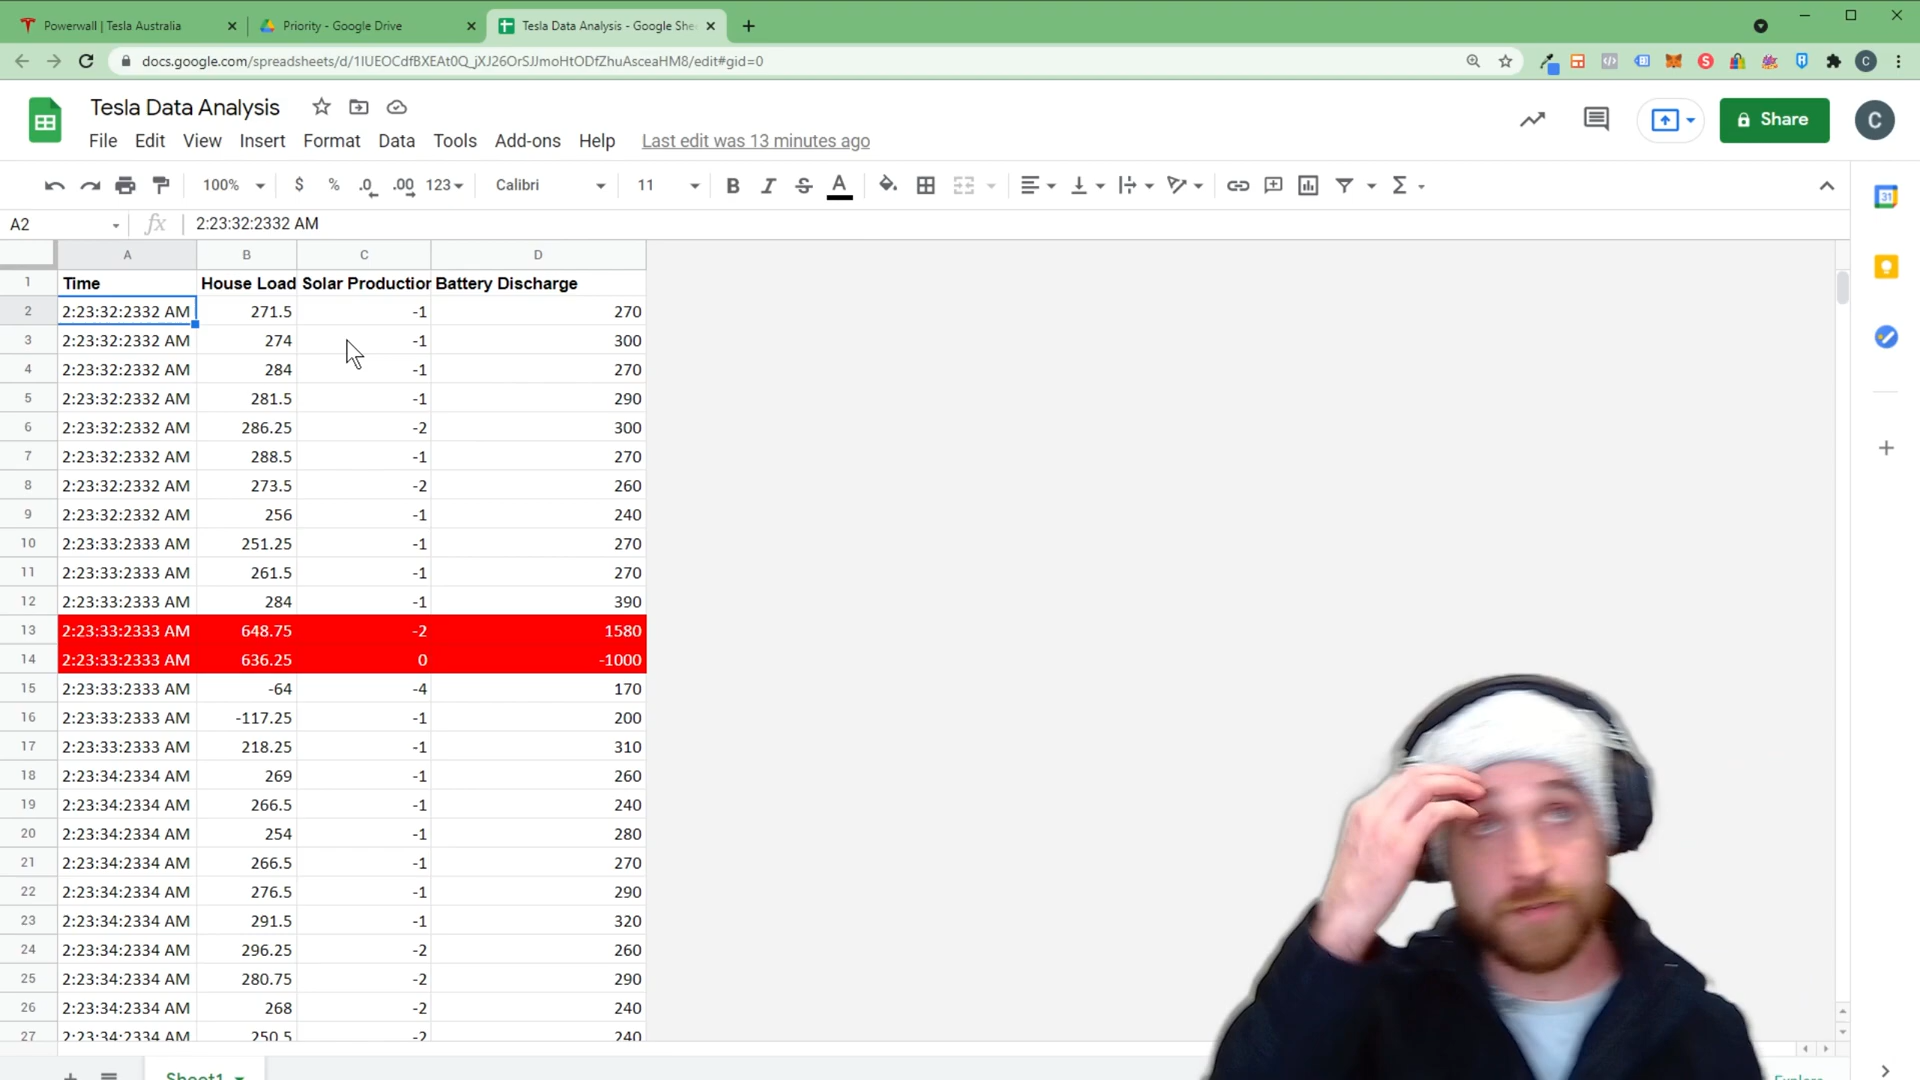 Powerwall | Tesla Australia
Priority - Google Drive
Tesla Data Analysis - Google She
docs.google.com/spreadsheets/d/1IUEOCdfBXEAt0Q_jXJ26OrSJJmoHtODfZhuAsceaHM8/edit#gid=0
Tesla Data Analysis
Share
C
File Edit View Insert Format Data Tools Add-ons Help Last edit was 13 minutes ago
100% $ % .0 .00 123 Calibri 11 B I S A Σ
A2 fx 2:23:32:2332 AM
A B C D
1 Time House Load Solar Production Battery Discharge
2 2:23:32:2332 AM 271.5 -1 270
3 2:23:32:2332 AM 274 -1 300
4 2:23:32:2332 AM 284 -1 270
5 2:23:32:2332 AM 281.5 -1 290
6 2:23:32:2332 AM 286.25 -2 300
7 2:23:32:2332 AM 288.5 -1 270
8 2:23:32:2332 AM 273.5 -2 260
9 2:23:32:2332 AM 256 -1 240
10 2:23:33:2333 AM 251.25 -1 270
11 2:23:33:2333 AM 261.5 -1 270
12 2:23:33:2333 AM 284 -1 390
13 2:23:33:2333 AM 648.75 -2 1580
14 2:23:33:2333 AM 636.25 0 -1000
15 2:23:33:2333 AM -64 -4 170
16 2:23:33:2333 AM -117.25 -1 200
17 2:23:33:2333 AM 218.25 -1 310
18 2:23:34:2334 AM 269 -1 260
19 2:23:34:2334 AM 266.5 -1 240
20 2:23:34:2334 AM 254 -1 280
21 2:23:34:2334 AM 266.5 -1 270
22 2:23:34:2334 AM 276.5 -1 290
23 2:23:34:2334 AM 291.5 -1 320
24 2:23:34:2334 AM 296.25 -2 260
25 2:23:34:2334 AM 280.75 -2 290
26 2:23:34:2334 AM 268 -2 240
27 2:23:34:2334 AM 250.5 -2 240
Sheet1
Explore